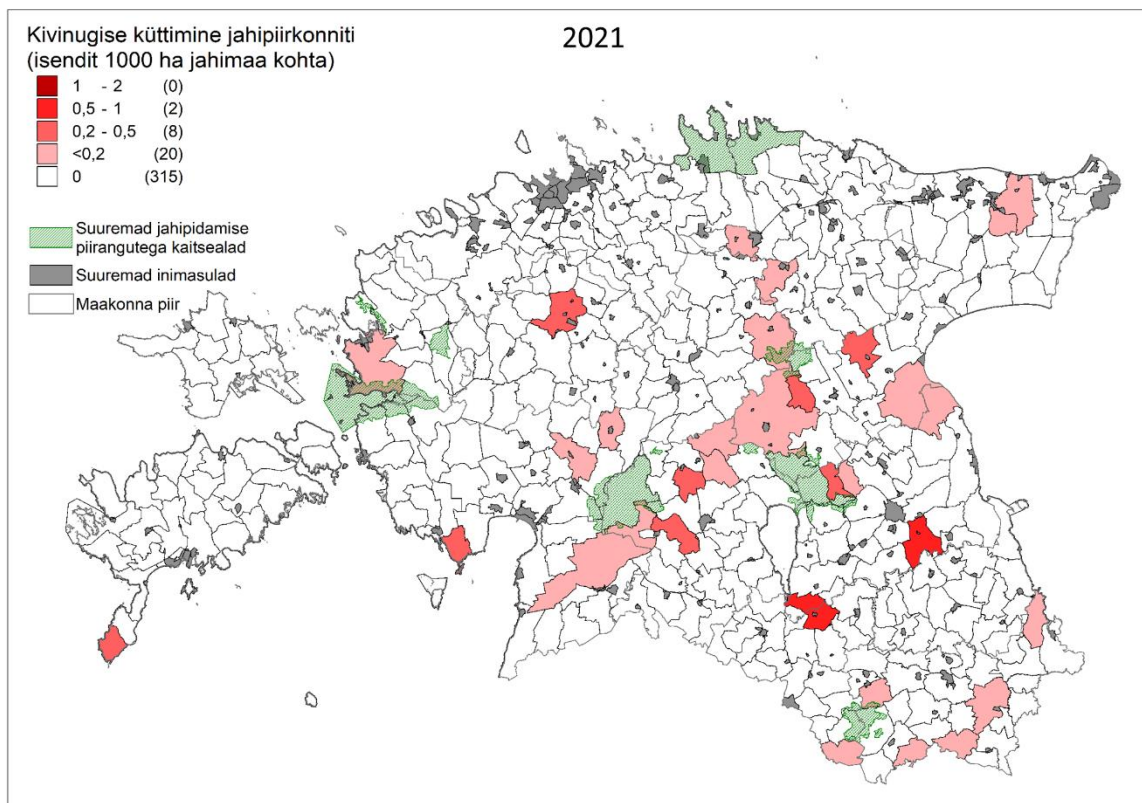 Kivinugise küttimine jahipiirkonniti
(isendit 1000 ha jahimaa kohta)
2021
1 - 2 (0)
0,5 - 1 (2)
0,2 - 0,5 (8)
<0,2 (20)
0 (315)
Suuremad jahipidamise
piirangutega kaitsealad
Suuremad inimasulad
Maakonna piir